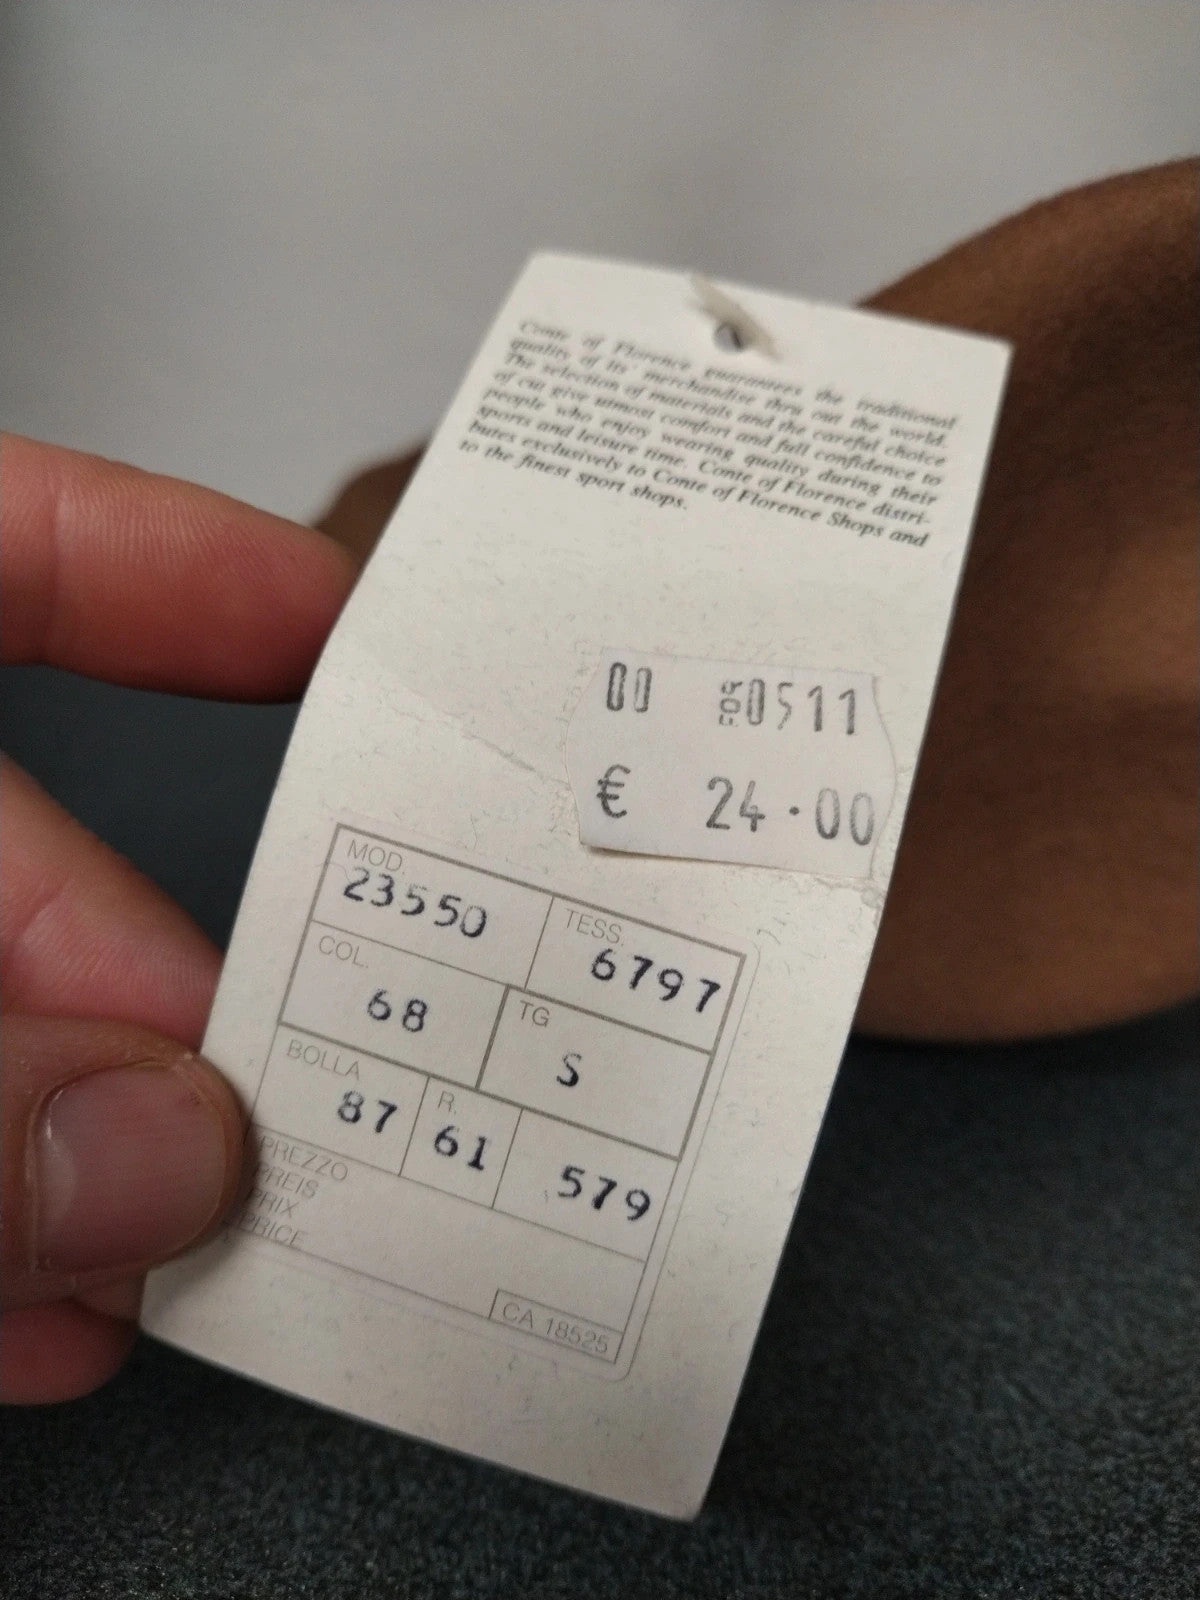 Conte of Florence guarantees the traditional
quality of its' merchandise thru out the world.
The selection of materials and the careful choice
of cut give utmost comfort and full confidence to
people who enjoy wearing quality during their
sports and leisure time. Conte of Florence distri-
butes exclusively to Conte of Florence Shops and
to the finest sport shops.
00 FOR 0511
€ 24.00
MOD. TESS.
23550 6797
COL. TG
68 S
BOLLA R.
87 61 579
PREZZO
PREIS
PRIX
PRICE
CA 18525